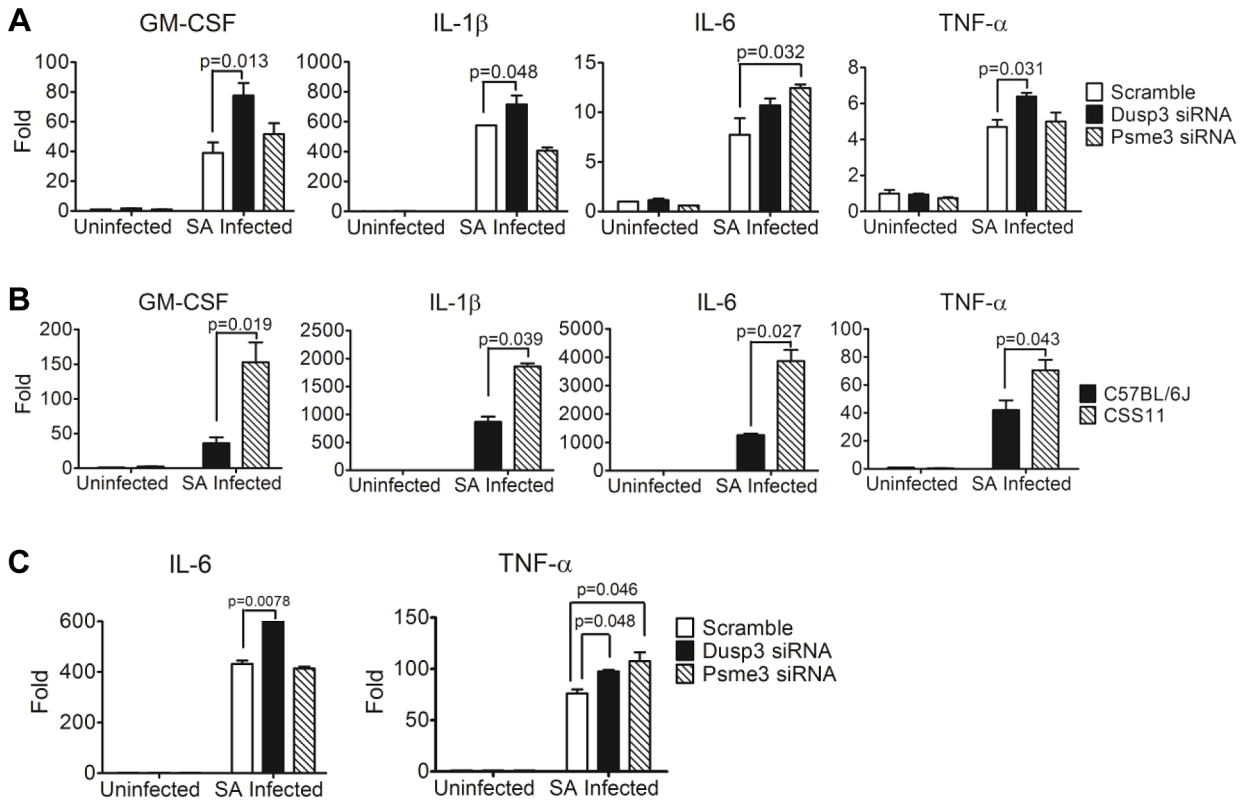 A
GM-CSF
IL-1β
IL-6
TNF-α
Fold
100
80
60
40
20
0
p=0.013
Uninfected SA Infected
1000
800
600
400
200
0
p=0.048
Uninfected SA Infected
15
10
5
0
p=0.032
Uninfected SA Infected
8
6
4
2
0
p=0.031
Uninfected SA Infected
Scramble
Dusp3 siRNA
Psme3 siRNA
B
GM-CSF
IL-1β
IL-6
TNF-α
Fold
200
150
100
50
0
p=0.019
Uninfected SA Infected
2500
2000
1500
1000
500
0
p=0.039
Uninfected SA Infected
5000
4000
3000
2000
1000
0
p=0.027
Uninfected SA Infected
100
80
60
40
20
0
p=0.043
Uninfected SA Infected
C57BL/6J
CSS11
C
IL-6
TNF-α
Fold
600
400
200
0
p=0.0078
Uninfected SA Infected
Fold
150
100
50
0
p=0.046
p=0.048
Uninfected SA Infected
Scramble
Dusp3 siRNA
Psme3 siRNA